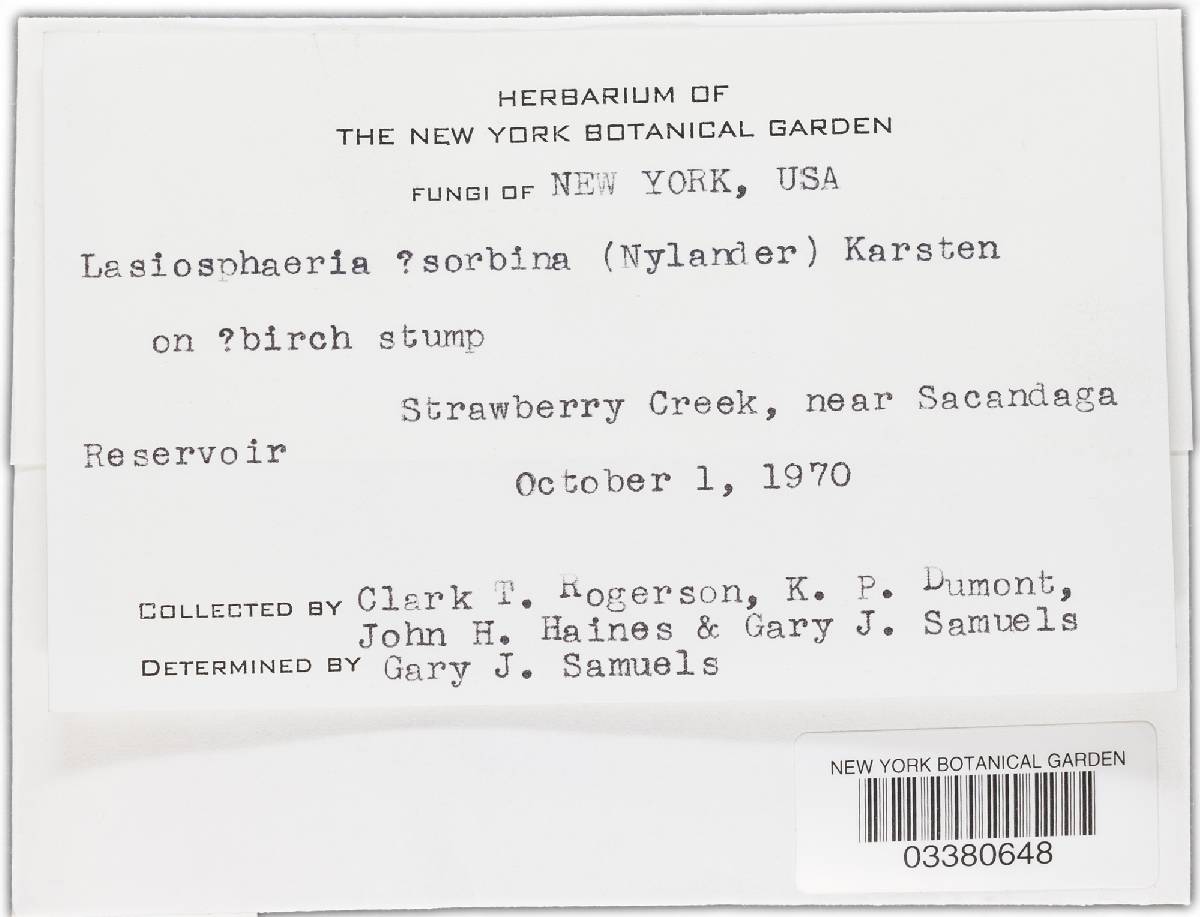 HERBARIUM OF
THE NEW YORK BOTANICAL GARDEN
FUNGI OF NEW YORK, USA
Lasiosphaeria ?sorbina (Nylander) Karsten
on ?birch stump
Strawberry Creek, near Sacandaga
Reservoir
October 1, 1970
COLLECTED BY Clark T. Rogerson, K. P. Dumont,
John H. Haines & Gary J. Samuels
DETERMINED BY Gary J. Samuels
NEW YORK BOTANICAL GARDEN
03380648